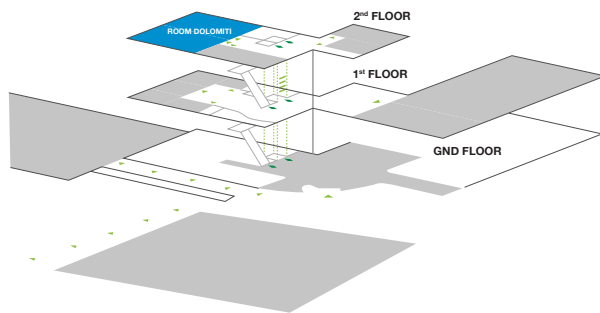 2nd FLOOR
ROOM DOLOMITI
1st FLOOR
GND FLOOR